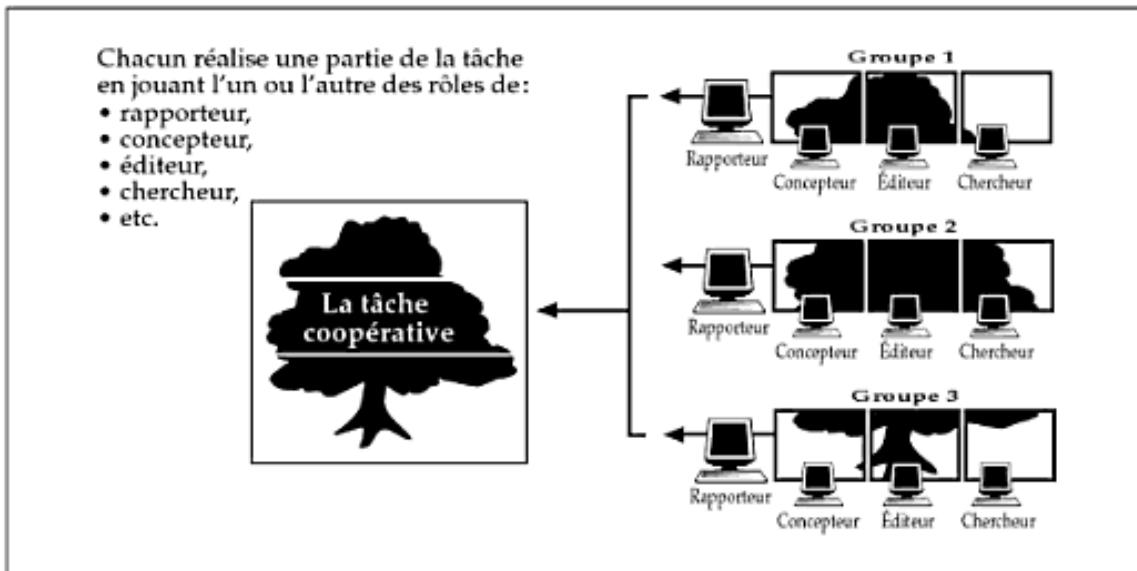 Chacun réalise une partie de la tâche
en jouant l'un ou l'autre des rôles de:
• rapporteur,
• concepteur,
• éditeur,
• chercheur,
• etc.
La tâche
coopérative
Groupe 1
Rapporteur
Concepteur Éditeur Chercheur
Groupe 2
Rapporteur
Concepteur Éditeur Chercheur
Groupe 3
Rapporteur
Concepteur Éditeur Chercheur